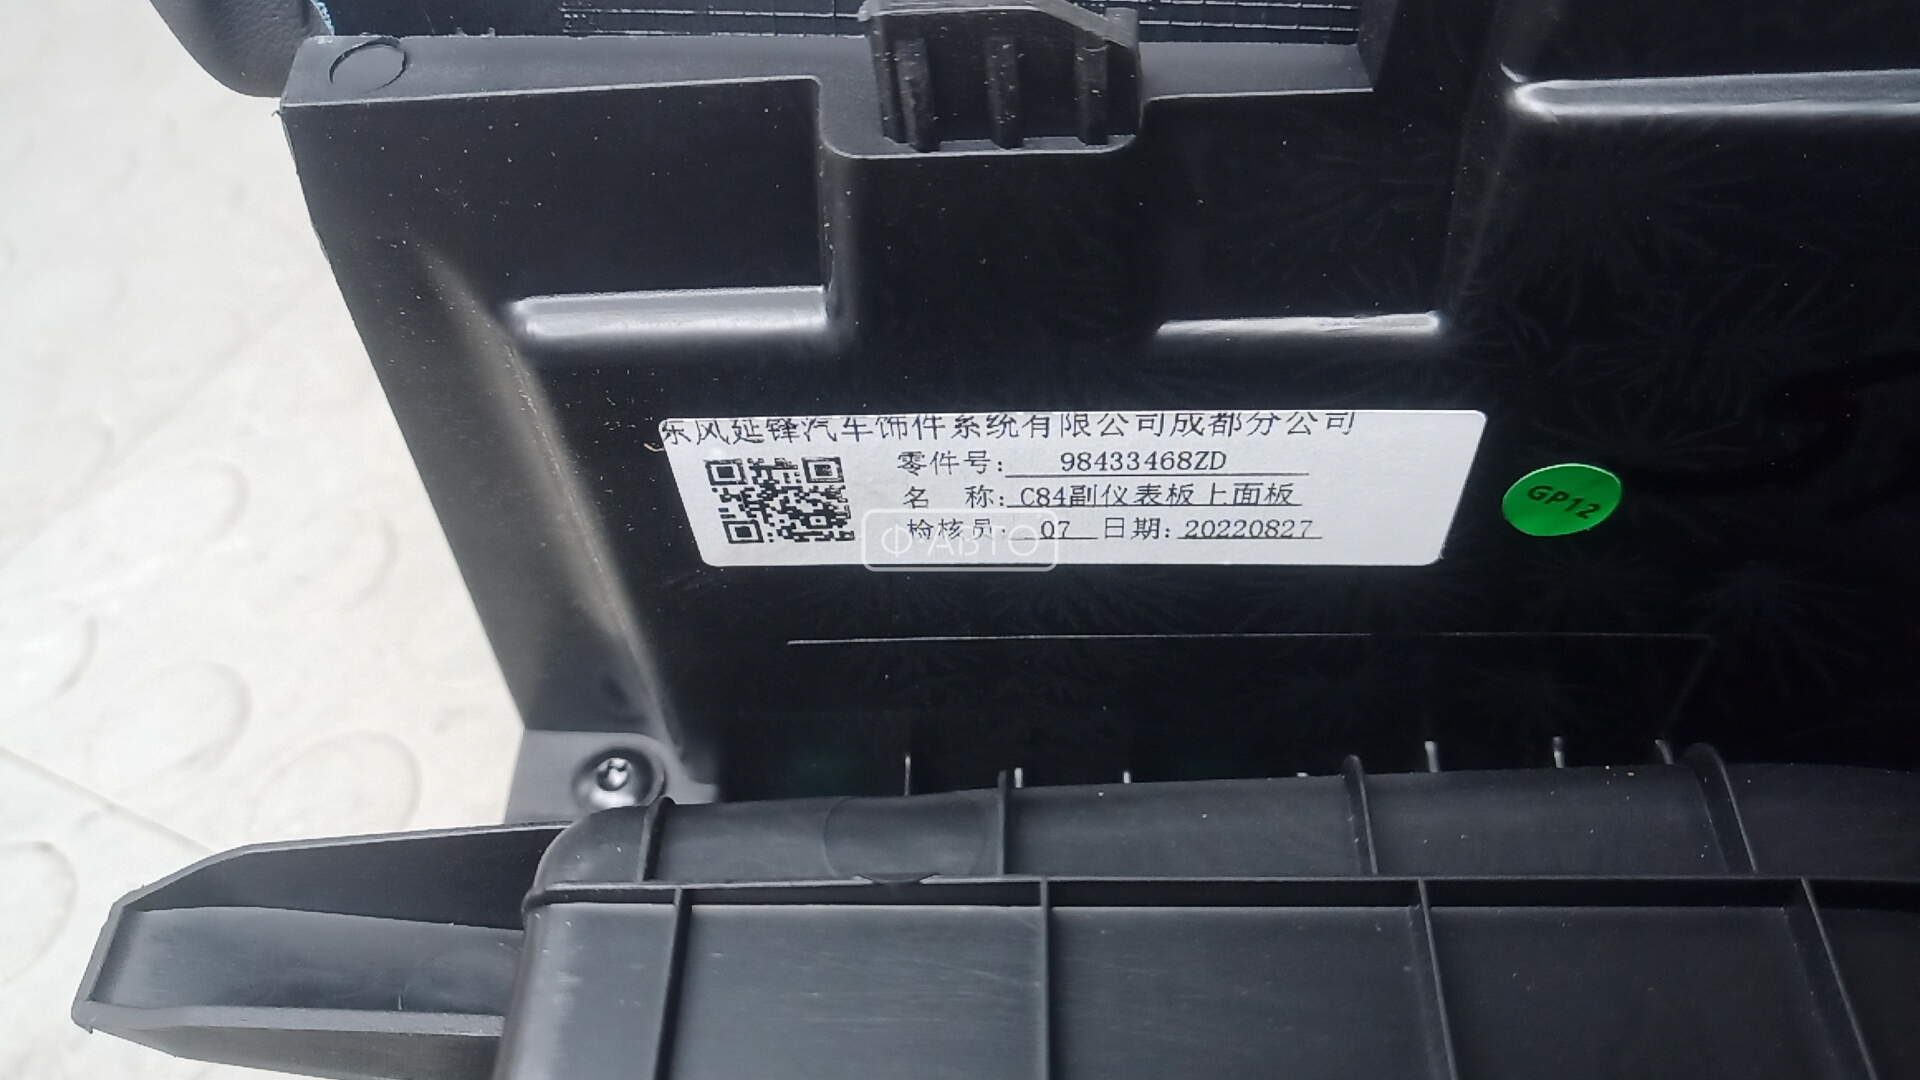 东风延锋汽车饰件系统有限公司成都分公司
零件号: 98433468ZD
名 称: C84副仪表板上面板
检核员: 07 日期: 20220827
Ф-АВТО
GP12